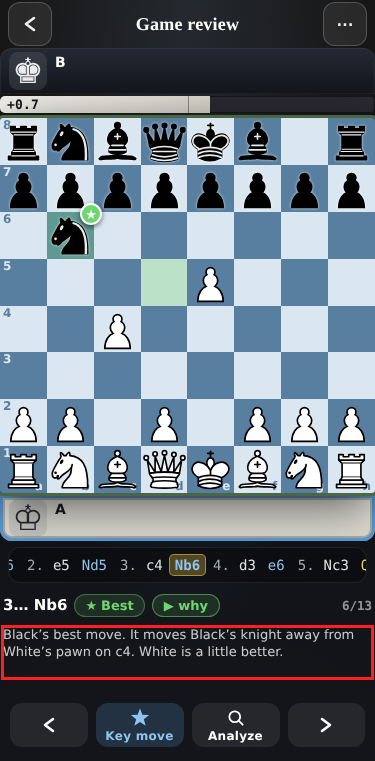 Game review
...
B
+0.7
8
7
6
5
4
3
2
1
d e
A
6 2. e5 Nd5 3. c4 Nb6 4. d3 e6 5. Nc3
3... Nb6 ★ Best ▶ why 6/13
Black’s best move. It moves Black’s knight away from
White’s pawn on c4. White is a little better.
Key move
Analyze